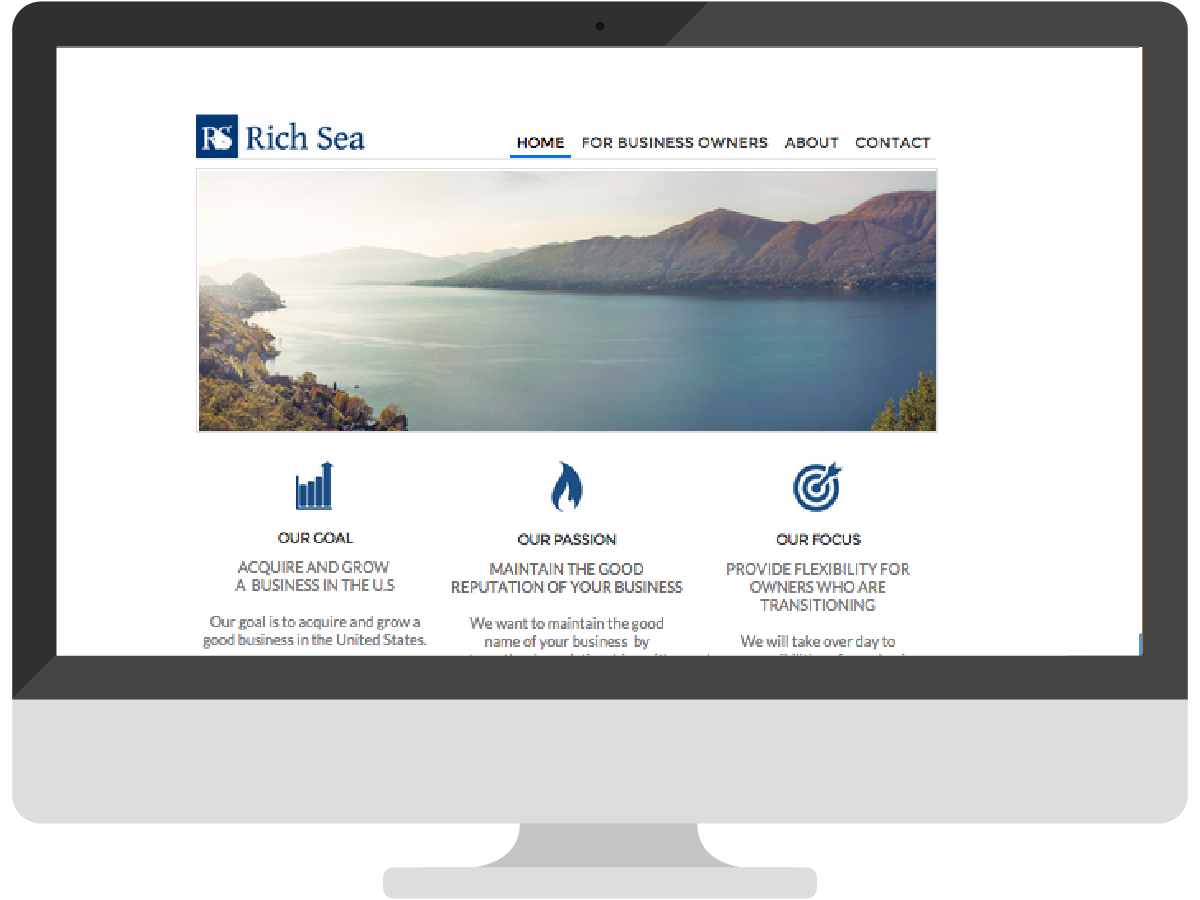 RS Rich Sea
HOME FOR BUSINESS OWNERS ABOUT CONTACT
OUR GOAL
ACQUIRE AND GROW
A BUSINESS IN THE U.S
Our goal is to acquire and grow a
good business in the United States.
OUR PASSION
MAINTAIN THE GOOD
REPUTATION OF YOUR BUSINESS
We want to maintain the good
name of your business by
OUR FOCUS
PROVIDE FLEXIBILITY FOR
OWNERS WHO ARE
TRANSITIONING
We will take over day to